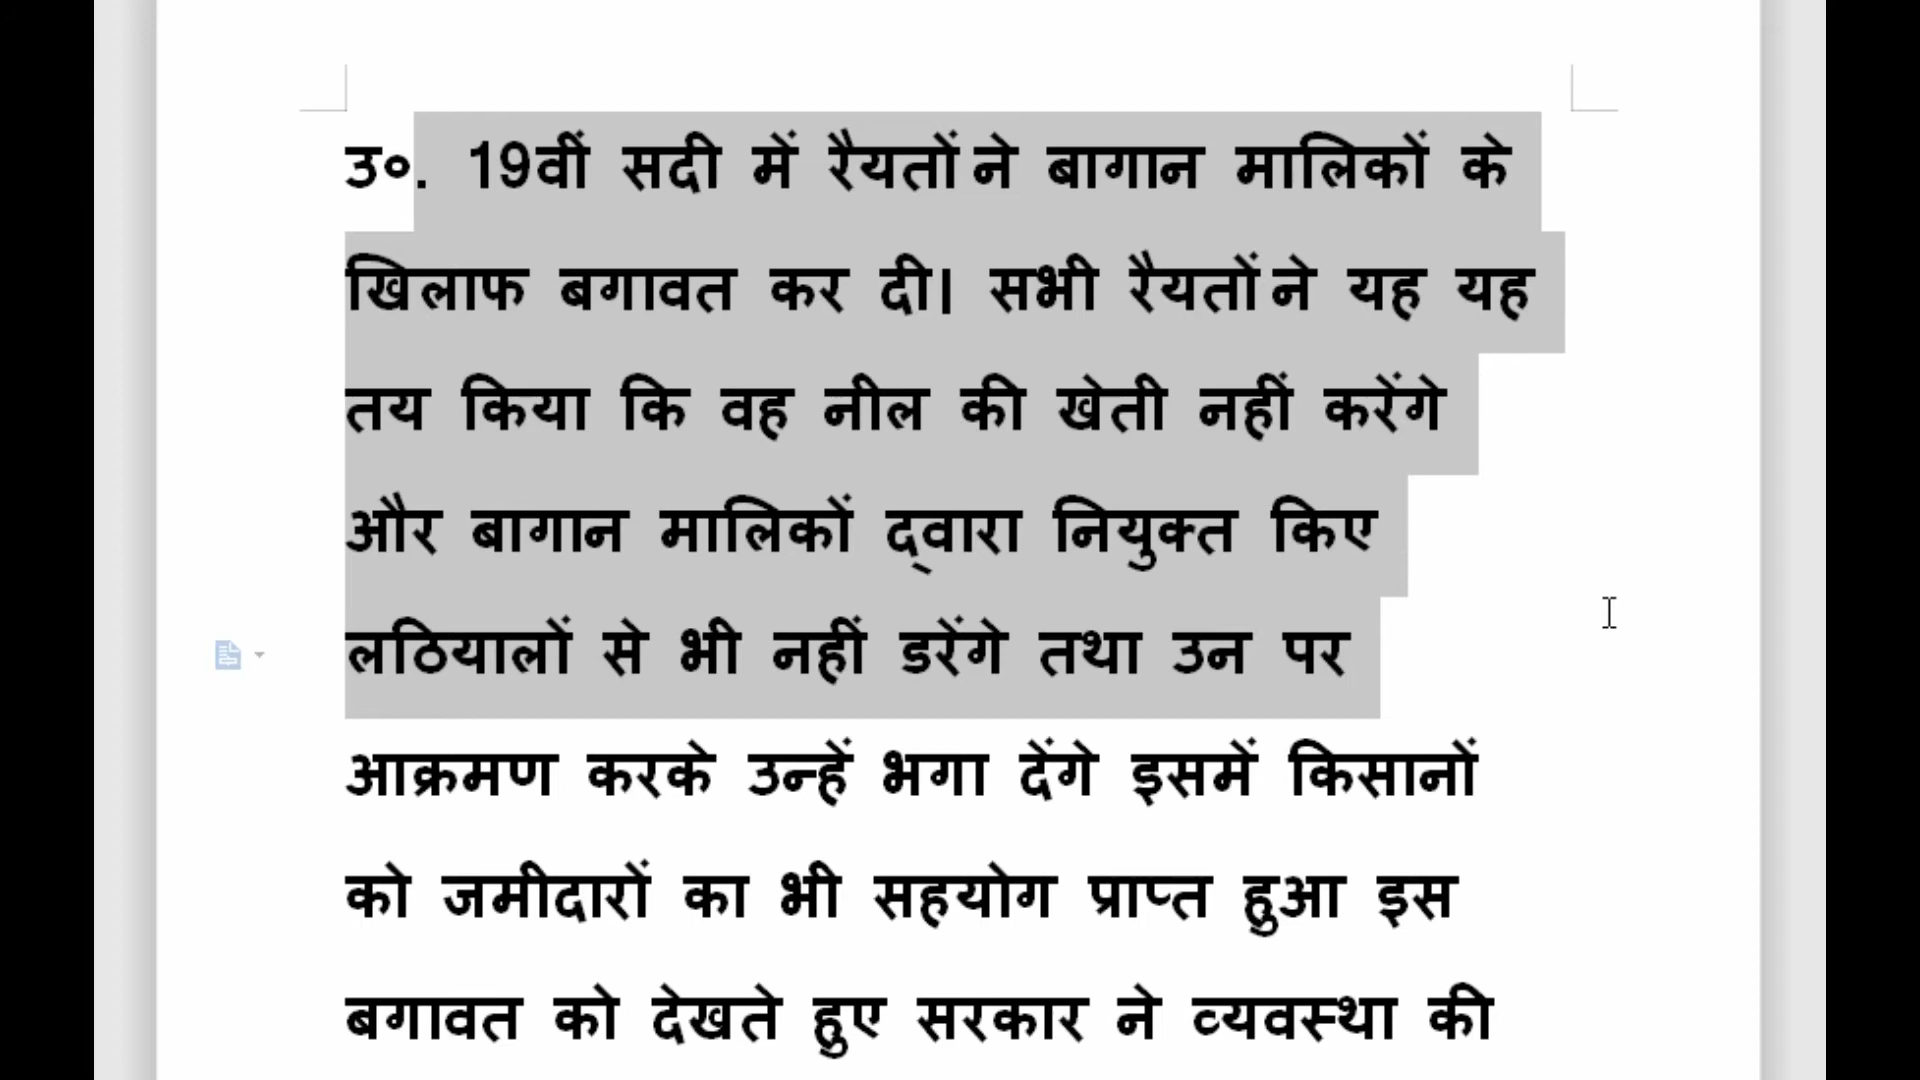 उ०. 19वीं सदी में रैयतों ने बागान मालिकों के
खिलाफ बगावत कर दी। सभी रैयतों ने यह यह
तय किया कि वह नील की खेती नहीं करेंगे
और बागान मालिकों द्वारा नियुक्त किए
लठियालों से भी नहीं डरेंगे तथा उन पर
आक्रमण करके उन्हें भगा देंगे इसमें किसानों
को जमीदारों का भी सहयोग प्राप्त हुआ इस
बगावत को देखते हुए सरकार ने व्यवस्था की